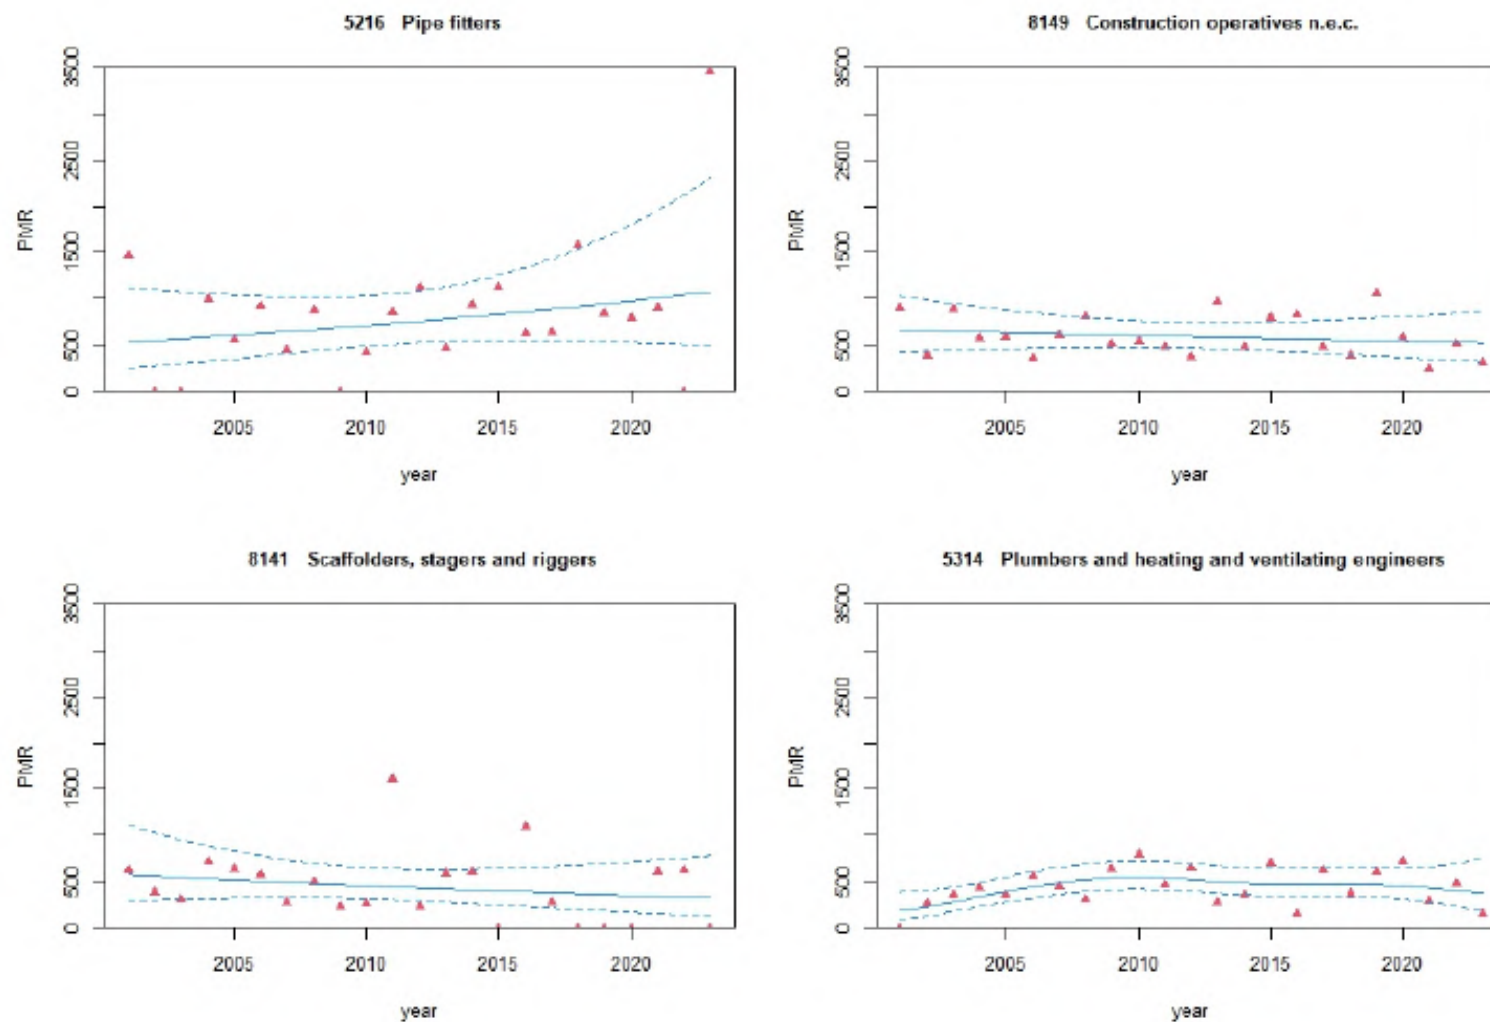 5216 Pipe fitters
8149 Construction operatives n.e.c.
PMR
0 500 1500 2500 3500
2005 2010 2015 2020
year
PMR
0 500 1500 2500 3500
2005 2010 2015 2020
year
8141 Scaffolders, stagers and riggers
5314 Plumbers and heating and ventilating engineers
PMR
0 500 1500 2500 3500
2005 2010 2015 2020
year
PMR
0 500 1500 2500 3500
2005 2010 2015 2020
year